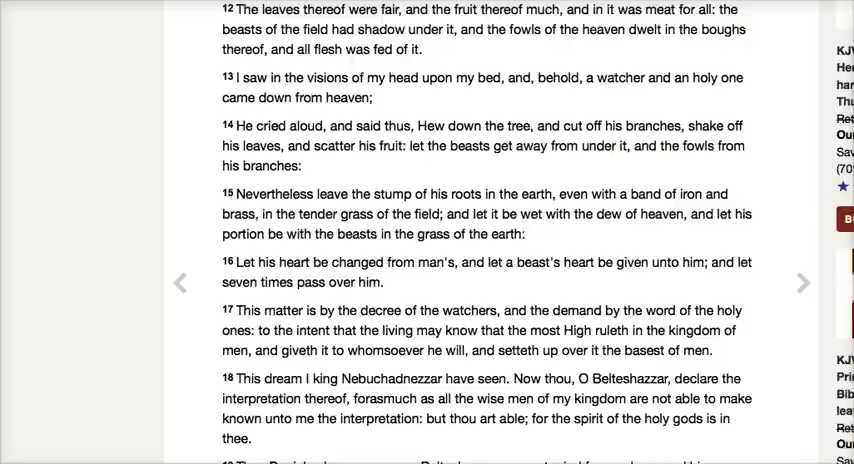 12 The leaves thereof were fair, and the fruit thereof much, and in it was meat for all: the
beasts of the field had shadow under it, and the fowls of the heaven dwelt in the boughs
thereof, and all flesh was fed of it.
13 I saw in the visions of my head upon my bed, and, behold, a watcher and an holy one
came down from heaven;
14 He cried aloud, and said thus, Hew down the tree, and cut off his branches, shake off
his leaves, and scatter his fruit: let the beasts get away from under it, and the fowls from
his branches:
15 Nevertheless leave the stump of his roots in the earth, even with a band of iron and
brass, in the tender grass of the field; and let it be wet with the dew of heaven, and let his
portion be with the beasts in the grass of the earth:
16 Let his heart be changed from man's, and let a beast's heart be given unto him; and let
seven times pass over him.
17 This matter is by the decree of the watchers, and the demand by the word of the holy
ones: to the intent that the living may know that the most High ruleth in the kingdom of
men, and giveth it to whomsoever he will, and setteth up over it the basest of men.
18 This dream I king Nebuchadnezzar have seen. Now thou, O Belteshazzar, declare the
interpretation thereof, forasmuch as all the wise men of my kingdom are not able to make
known unto me the interpretation: but thou art able; for the spirit of the holy gods is in
thee.